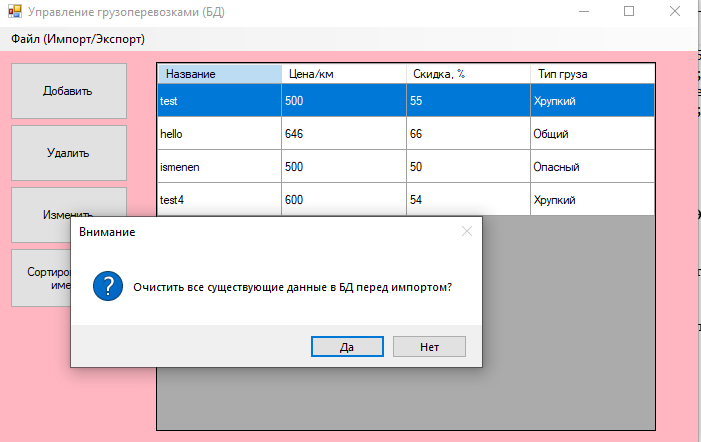 Управление грузоперевозками (БД)
Файл (Импорт/Экспорт)
Добавить
Удалить
Изменить
Сортиро
име
Название Цена/км Скидка, % Тип груза
test 500 55 Хрупкий
hello 646 66 Общий
ismenen 500 50 Опасный
test4 600 54 Хрупкий
Внимание
Очистить все существующие данные в БД перед импортом?
Да Нет